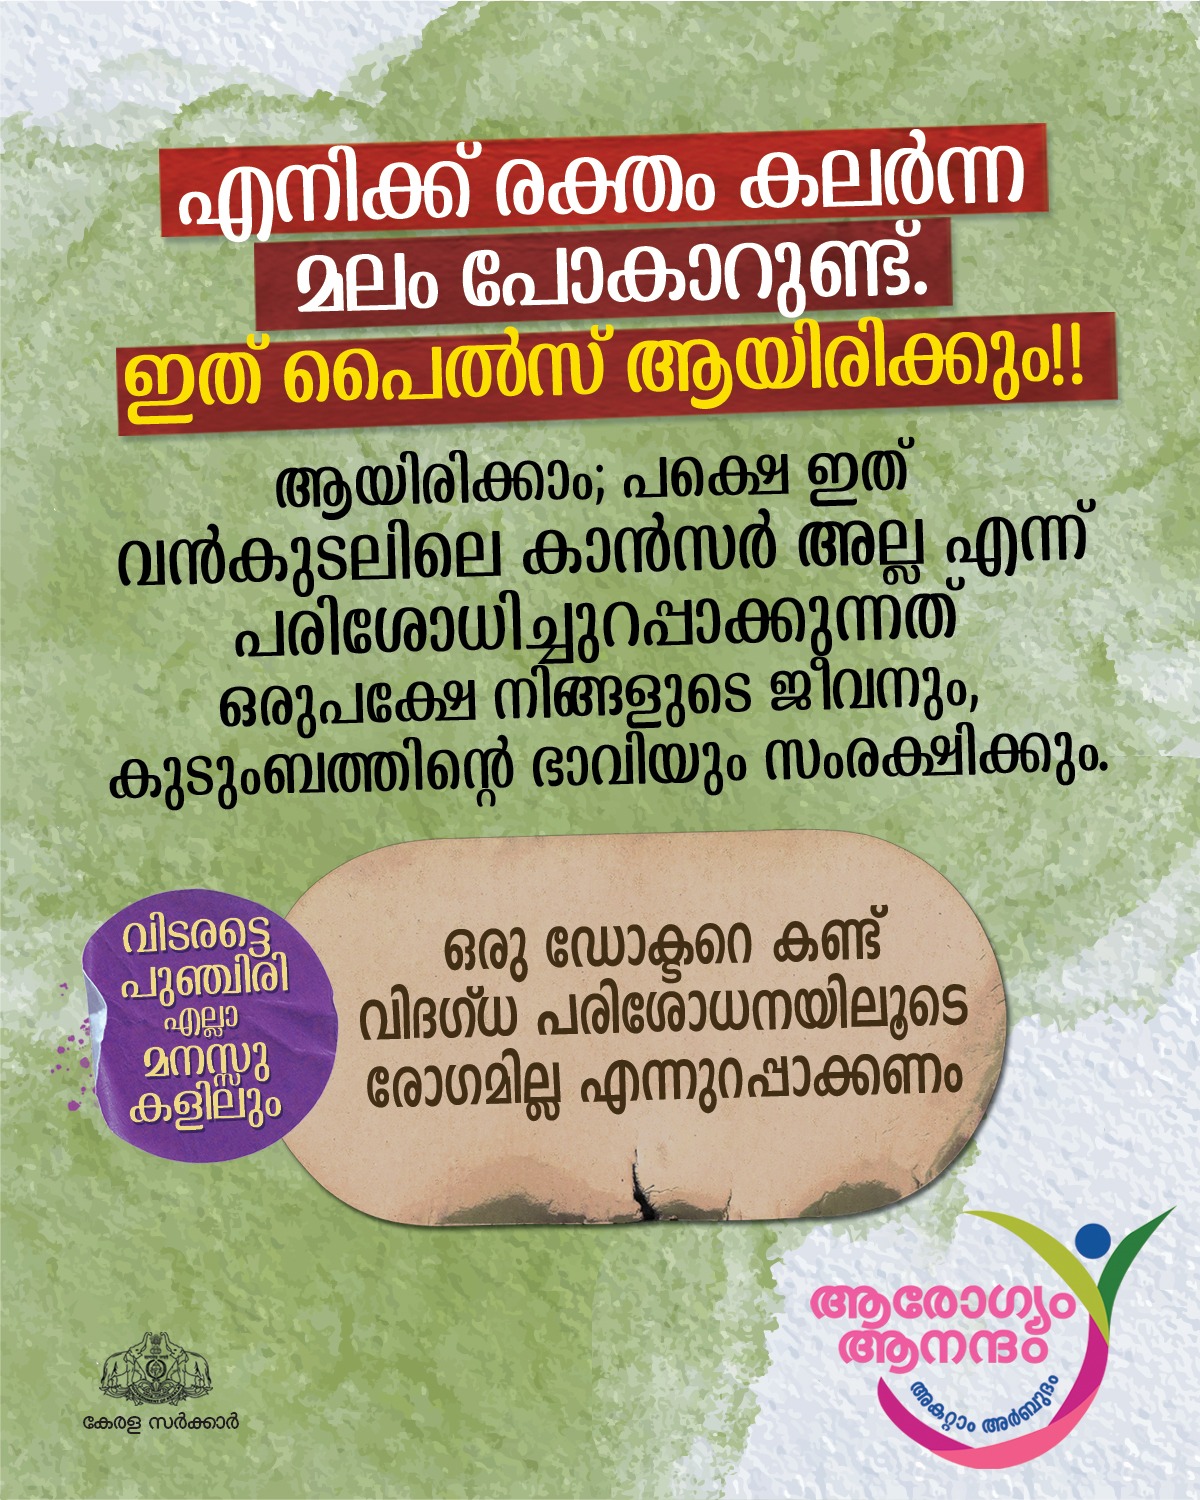 എനിക്ക് രക്തം കലർന്ന
മലം പോകാറുണ്ട്.
ഇത് പൈൽസ് ആയിരിക്കും!!
ആയിരിക്കാം; പക്ഷെ ഇത്
വൻകുടലിലെ കാൻസർ അല്ല എന്ന്
പരിശോധിച്ചുറപ്പാക്കുന്നത്
ഒരുപക്ഷേ നിങ്ങളുടെ ജീവനും,
കുടുംബത്തിന്റെ ഭാവിയും സംരക്ഷിക്കും.
വിടരട്ടെ
പുഞ്ചിരി
എല്ലാ
മനസ്സു
കളിലും
ഒരു ഡോക്ടറെ കണ്ട്
വിദഗ്ധ പരിശോധനയിലൂടെ
രോഗമില്ല എന്നുറപ്പാക്കണം
കേരള സർക്കാർ
ആരോഗ്യം
ആനന്ദം
അകറ്റാം അർബുദം